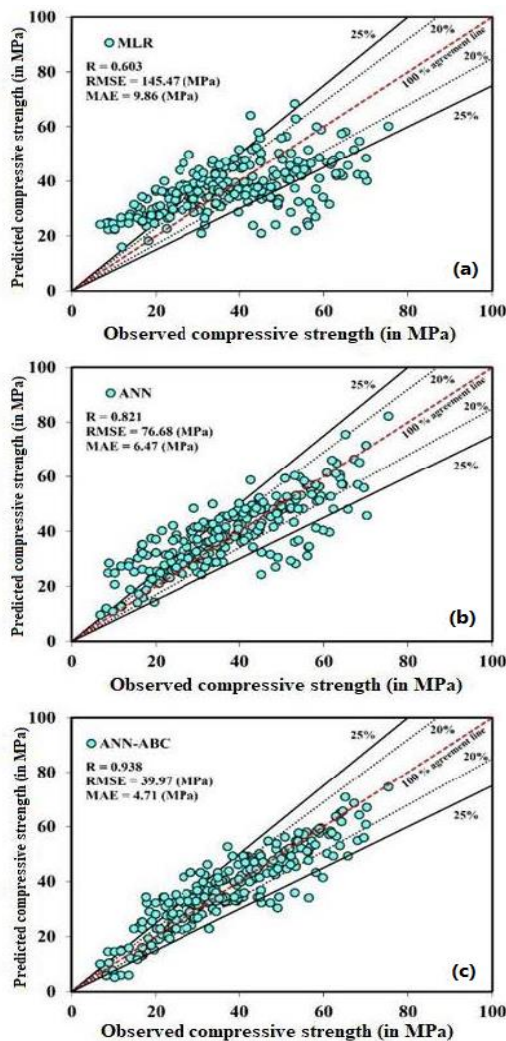 100
80
60
40
20
0
Predicted compressive strength (in MPa)
MLR
R = 0.603
RMSE = 145.47 (MPa)
MAE = 9.86 (MPa)
25%
20%
100 % agreement line
20%
25%
(a)
0 20 40 60 80 100
Observed compressive strength (in MPa)
100
80
60
40
20
0
Predicted compressive strength (in MPa)
ANN
R = 0.821
RMSE = 76.68 (MPa)
MAE = 6.47 (MPa)
25%
20%
100 % agreement line
20%
25%
(b)
0 20 40 60 80 100
Observed compressive strength (in MPa)
100
80
60
40
20
0
Predicted compressive strength (in MPa)
ANN-ABC
R = 0.938
RMSE = 39.97 (MPa)
MAE = 4.71 (MPa)
25%
20%
100 % agreement line
20%
25%
(c)
0 20 40 60 80 100
Observed compressive strength (in MPa)